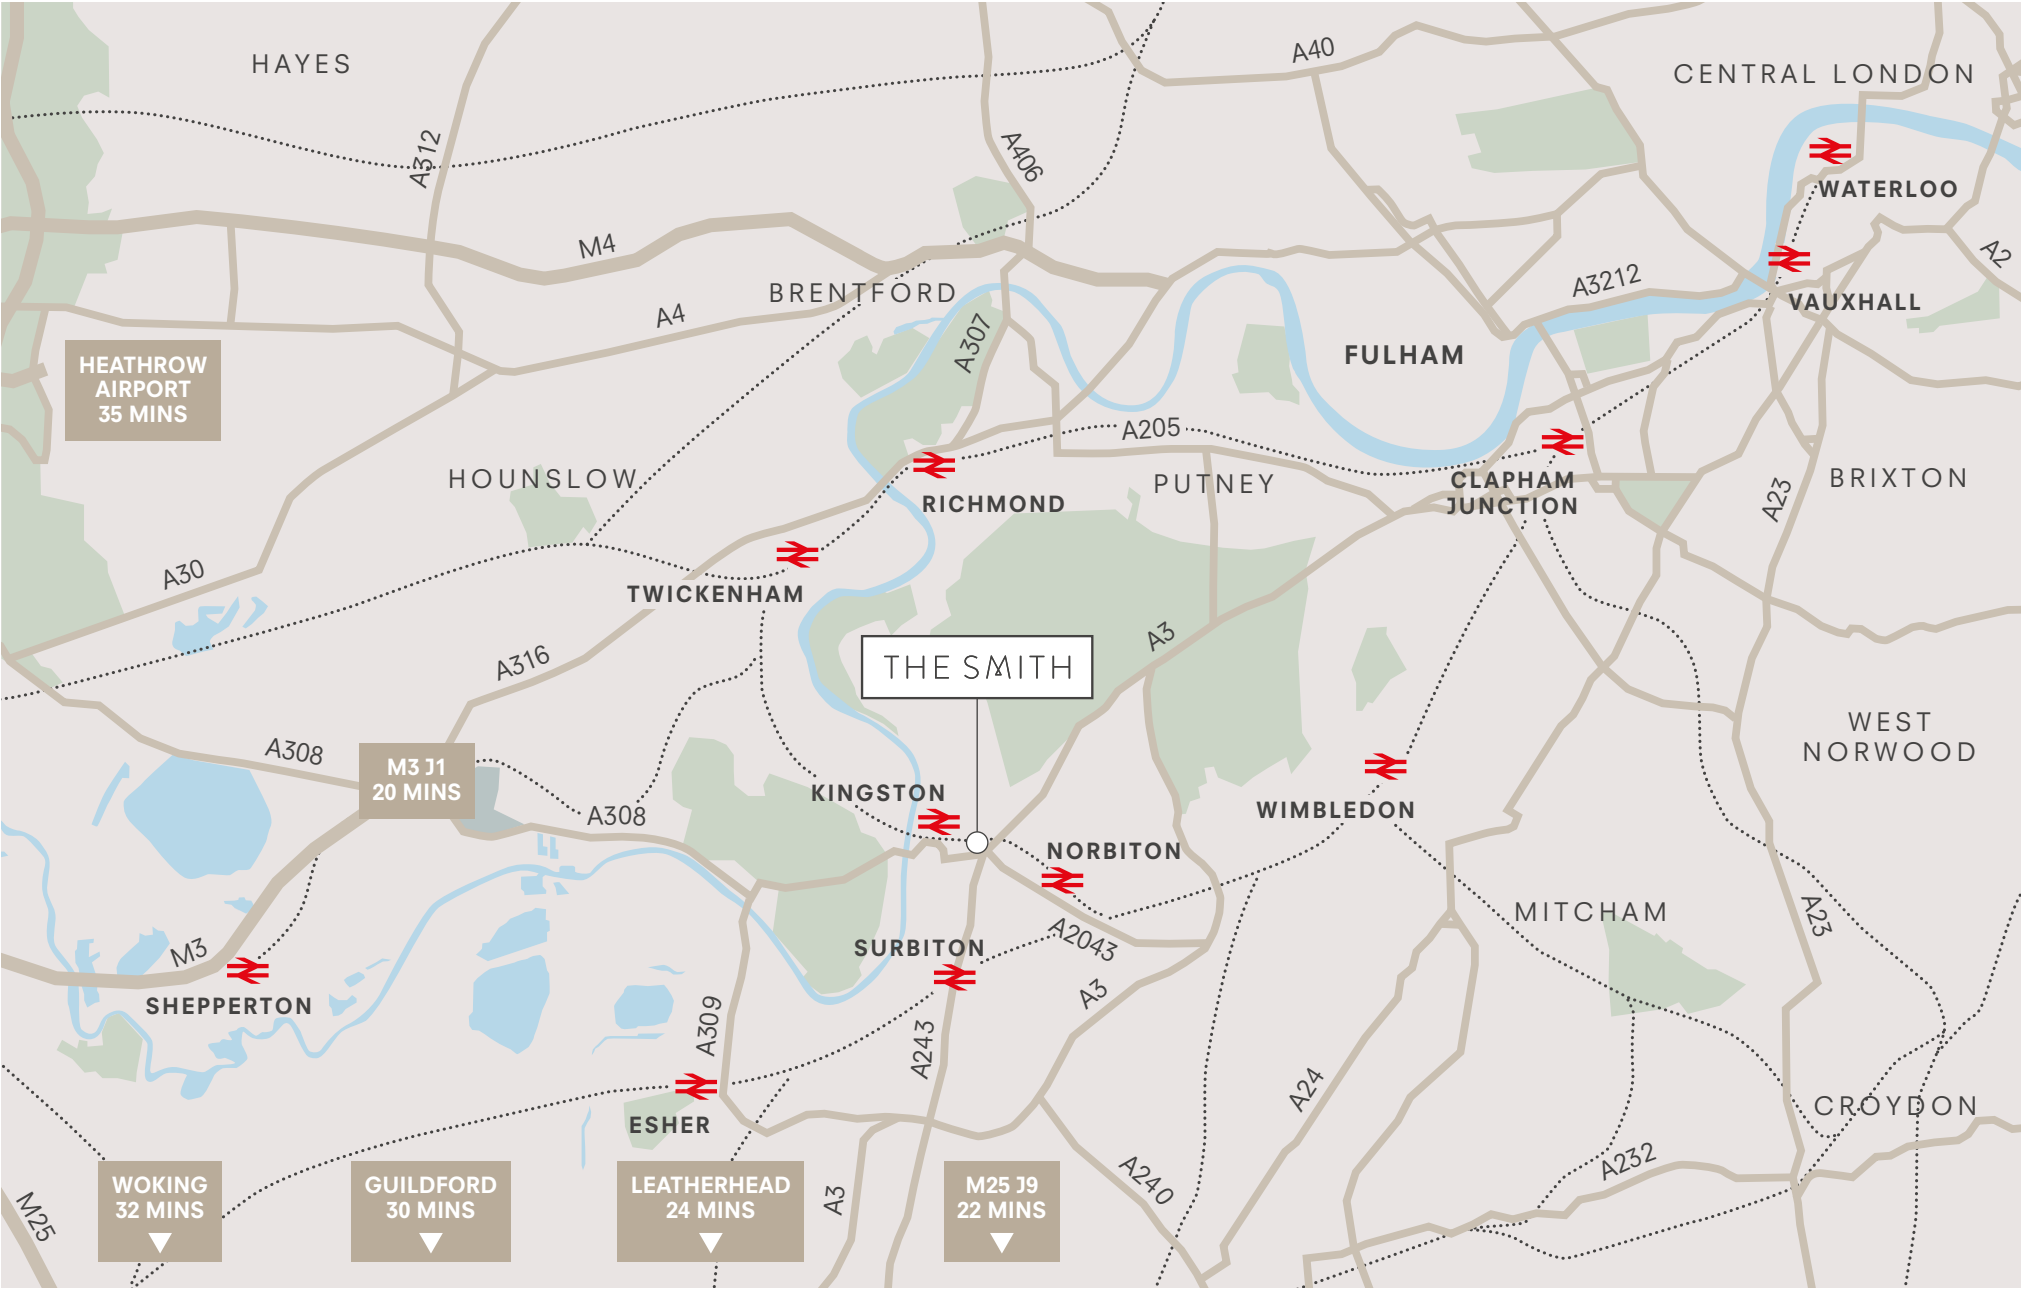 HAYES
A40
CENTRAL LONDON
A312
A406
WATERLOO
M4
A2
BRENTFORD
A3212
VAUXHALL
A4
A307
FULHAM
HEATHROW
AIRPORT
35 MINS
A205
HOUNSLOW
RICHMOND
PUTNEY
CLAPHAM
JUNCTION
A23
BRIXTON
A30
TWICKENHAM
A316
THE SMITH
A3
WEST
NORWOOD
A308
M3 J1
20 MINS
A308
KINGSTON
WIMBLEDON
NORBITON
MITCHAM
A23
M3
SURBITON
A2043
SHEPPERTON
A309
A243
A3
A24
ESHER
CROYDON
A232
WOKING
32 MINS
GUILDFORD
30 MINS
LEATHERHEAD
24 MINS
A3
M25 J9
22 MINS
A240
M25